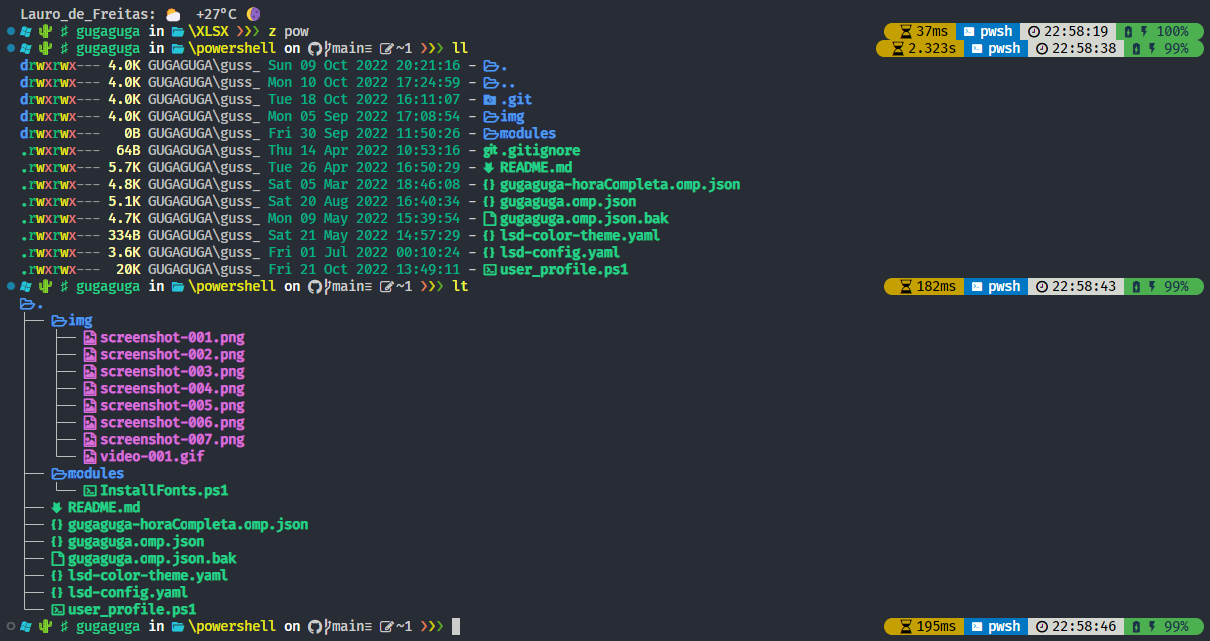 Lauro_de_Freitas: +27°C
gugaguga in \XLSX ❯❯❯ z pow 37ms pwsh 22:58:19 100%
gugaguga in \powershell on main≡ ~1 ❯❯❯ ll 2.323s pwsh 22:58:38 99%
drwxrwx--- 4.0K GUGAGUGA\guss_ Sun 09 Oct 2022 20:21:16 - .
drwxrwx--- 4.0K GUGAGUGA\guss_ Mon 10 Oct 2022 17:24:59 - ..
drwxrwx--- 4.0K GUGAGUGA\guss_ Tue 18 Oct 2022 16:11:07 - .git
drwxrwx--- 4.0K GUGAGUGA\guss_ Mon 05 Sep 2022 17:08:54 - img
drwxrwx--- 0B GUGAGUGA\guss_ Fri 30 Sep 2022 11:50:26 - modules
.rwxrwx--- 64B GUGAGUGA\guss_ Thu 14 Apr 2022 10:53:16 - .gitignore
.rwxrwx--- 5.7K GUGAGUGA\guss_ Tue 26 Apr 2022 16:50:29 - README.md
.rwxrwx--- 4.8K GUGAGUGA\guss_ Sat 05 Mar 2022 18:46:08 - {} gugaguga-horaCompleta.omp.json
.rwxrwx--- 5.1K GUGAGUGA\guss_ Sat 20 Aug 2022 16:40:34 - {} gugaguga.omp.json
.rwxrwx--- 4.7K GUGAGUGA\guss_ Mon 09 May 2022 15:39:54 - gugaguga.omp.json.bak
.rwxrwx--- 334B GUGAGUGA\guss_ Sat 21 May 2022 14:57:29 - {} lsd-color-theme.yaml
.rwxrwx--- 3.6K GUGAGUGA\guss_ Fri 01 Jul 2022 00:10:24 - {} lsd-config.yaml
.rwxrwx--- 20K GUGAGUGA\guss_ Fri 21 Oct 2022 13:49:11 - user_profile.ps1
gugaguga in \powershell on main≡ ~1 ❯❯❯ lt 182ms pwsh 22:58:43 99%
.
img
screenshot-001.png
screenshot-002.png
screenshot-003.png
screenshot-004.png
screenshot-005.png
screenshot-006.png
screenshot-007.png
video-001.gif
modules
InstallFonts.ps1
README.md
{} gugaguga-horaCompleta.omp.json
{} gugaguga.omp.json
gugaguga.omp.json.bak
{} lsd-color-theme.yaml
{} lsd-config.yaml
user_profile.ps1
gugaguga in \powershell on main≡ ~1 ❯❯❯ 195ms pwsh 22:58:46 99%